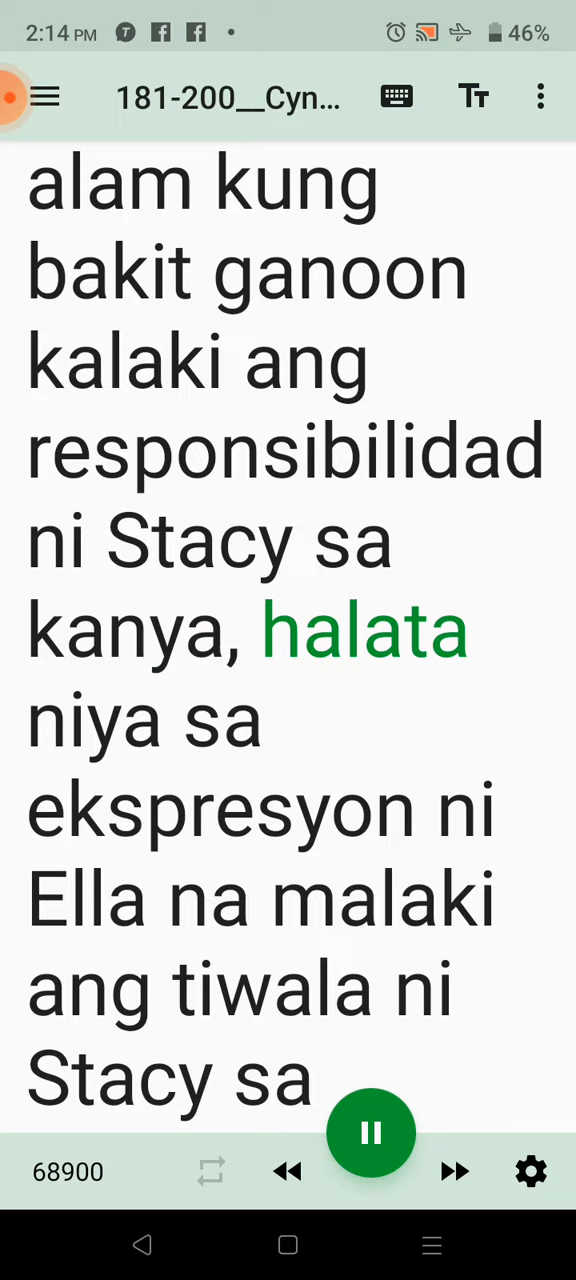 2:14 PM
46%
181-200__Cyn...
Tт
alam kung
bakit ganoon
kalaki ang
responsibilidad
ni Stacy sa
kanya, halata
niya sa
ekspresyon ni
Ella na malaki
ang tiwala ni
Stacy sa
68900